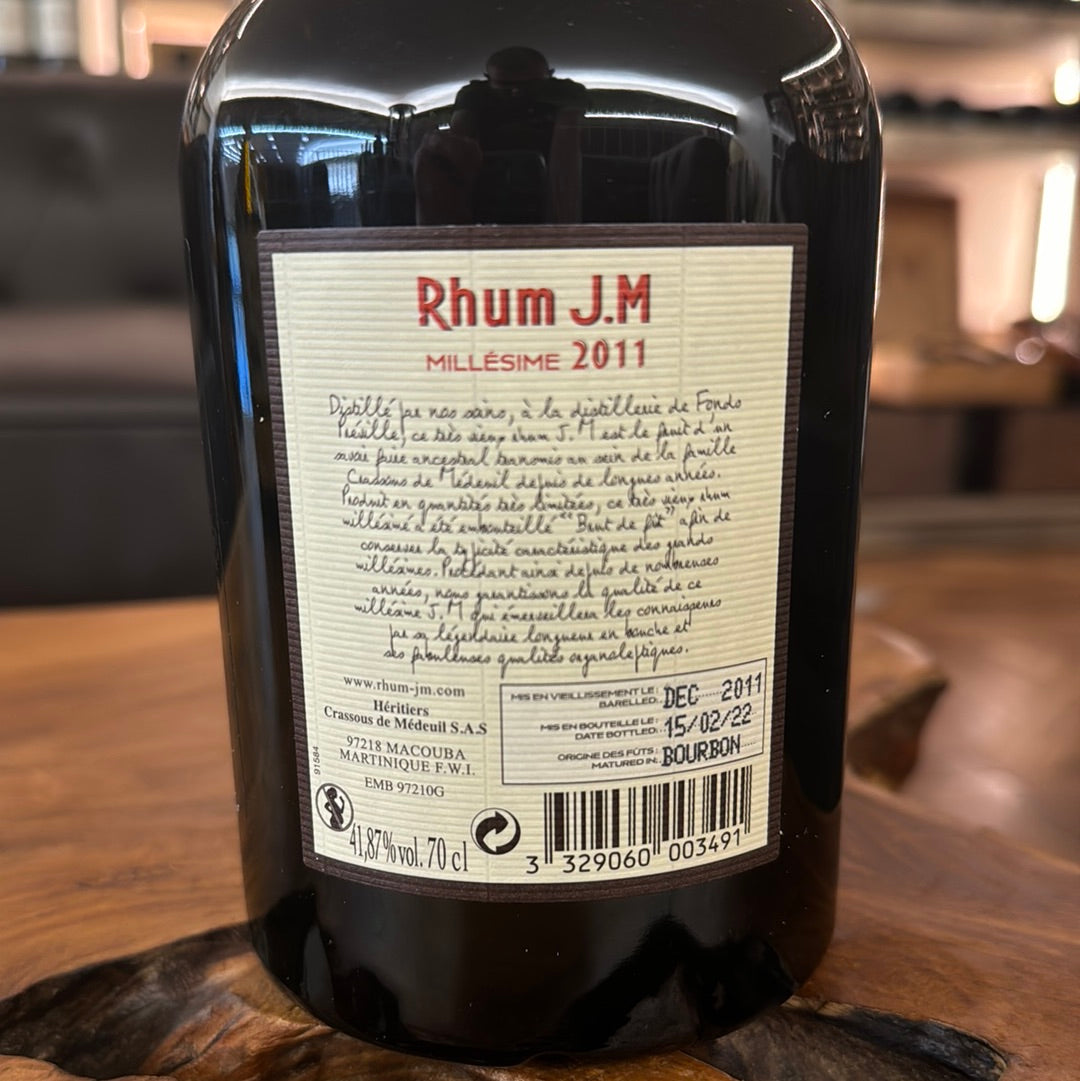 Rhum J.M
MILLÉSIME 2011
Distillé par nos soins, à la distillerie de Fonds
Préville, ce très vieux rhum J.M est le fruit d'un
savoir faire ancestral transmis au sein de la famille
Crassous de Médeuil depuis de longues années.
Produit en quantités très limitées, ce très vieux rhum
millésimé a été embouteillé "Brut de fût" afin de
conserver la typicité caractéristique des grands
millésimes. Procédant ainsi depuis de nombreuses
années, nous garantissons la qualité de ce
millésime J.M qui émerveillera les connaisseurs
par sa légendaire longueur en bouche et
ses fabuleuses qualités organoleptiques.
www.rhum-jm.com
Héritiers
Crassous de Médeuil S.A.S
97218 MACOUBA
MARTINIQUE F.W.I.
EMB 97210G
91584
41,87%vol. 70 cl
MIS EN VIEILLISSEMENT LE :
BARELLED: DEC 2011
MIS EN BOUTEILLE LE :
DATE BOTTLED: 15/02/22
ORIGINE DES FÛTS :
MATURED IN: BOURBON
3 329060 003491